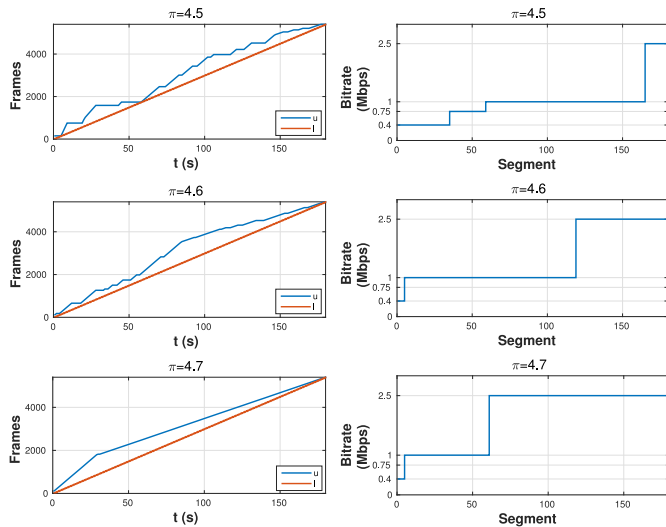 π=4.5
Frames
4000
2000
0
0
50
100
150
t (s)
u
l
π=4.5
Bitrate
(Mbps)
2.5
1
0.75
0.4
0
50
100
150
Segment
π=4.6
Frames
4000
2000
0
0
50
100
150
t (s)
u
l
π=4.6
Bitrate
(Mbps)
2.5
1
0.75
0.4
0
50
100
150
Segment
π=4.7
Frames
4000
2000
0
0
50
100
150
t (s)
u
l
π=4.7
Bitrate
(Mbps)
2.5
1
0.75
0.4
0
50
100
150
Segment